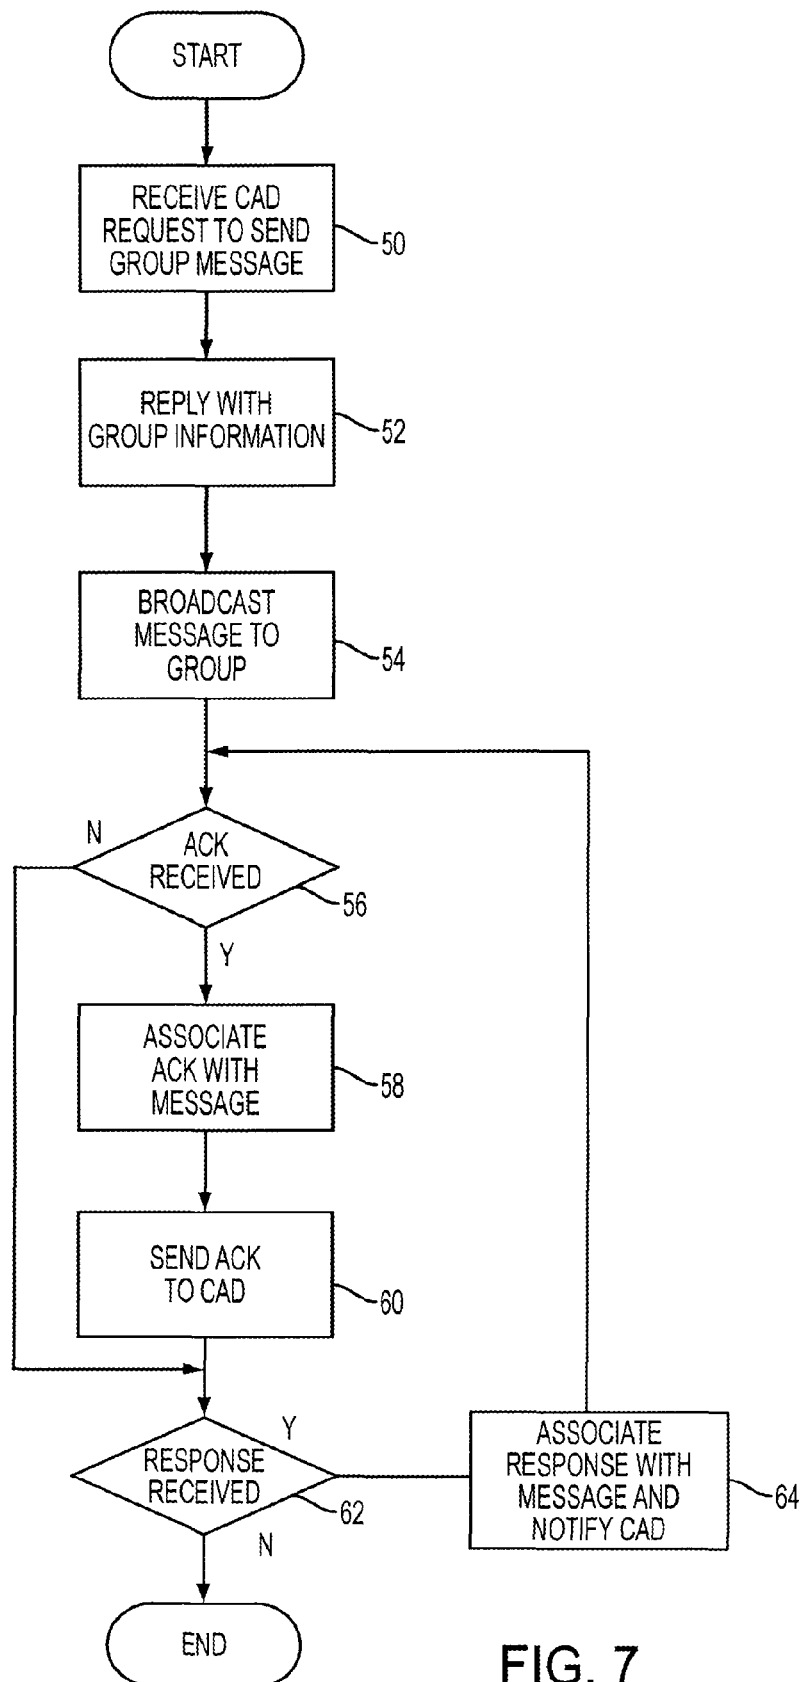 START
RECEIVE CAD
REQUEST TO SEND
GROUP MESSAGE
50
REPLY WITH
GROUP INFORMATION
52
BROADCAST
MESSAGE TO
GROUP
54
N
ACK
RECEIVED
56
Y
ASSOCIATE
ACK WITH
MESSAGE
58
SEND ACK
TO CAD
60
Y
RESPONSE
RECEIVED
62
N
ASSOCIATE
RESPONSE WITH
MESSAGE AND
NOTIFY CAD
64
END
FIG. 7